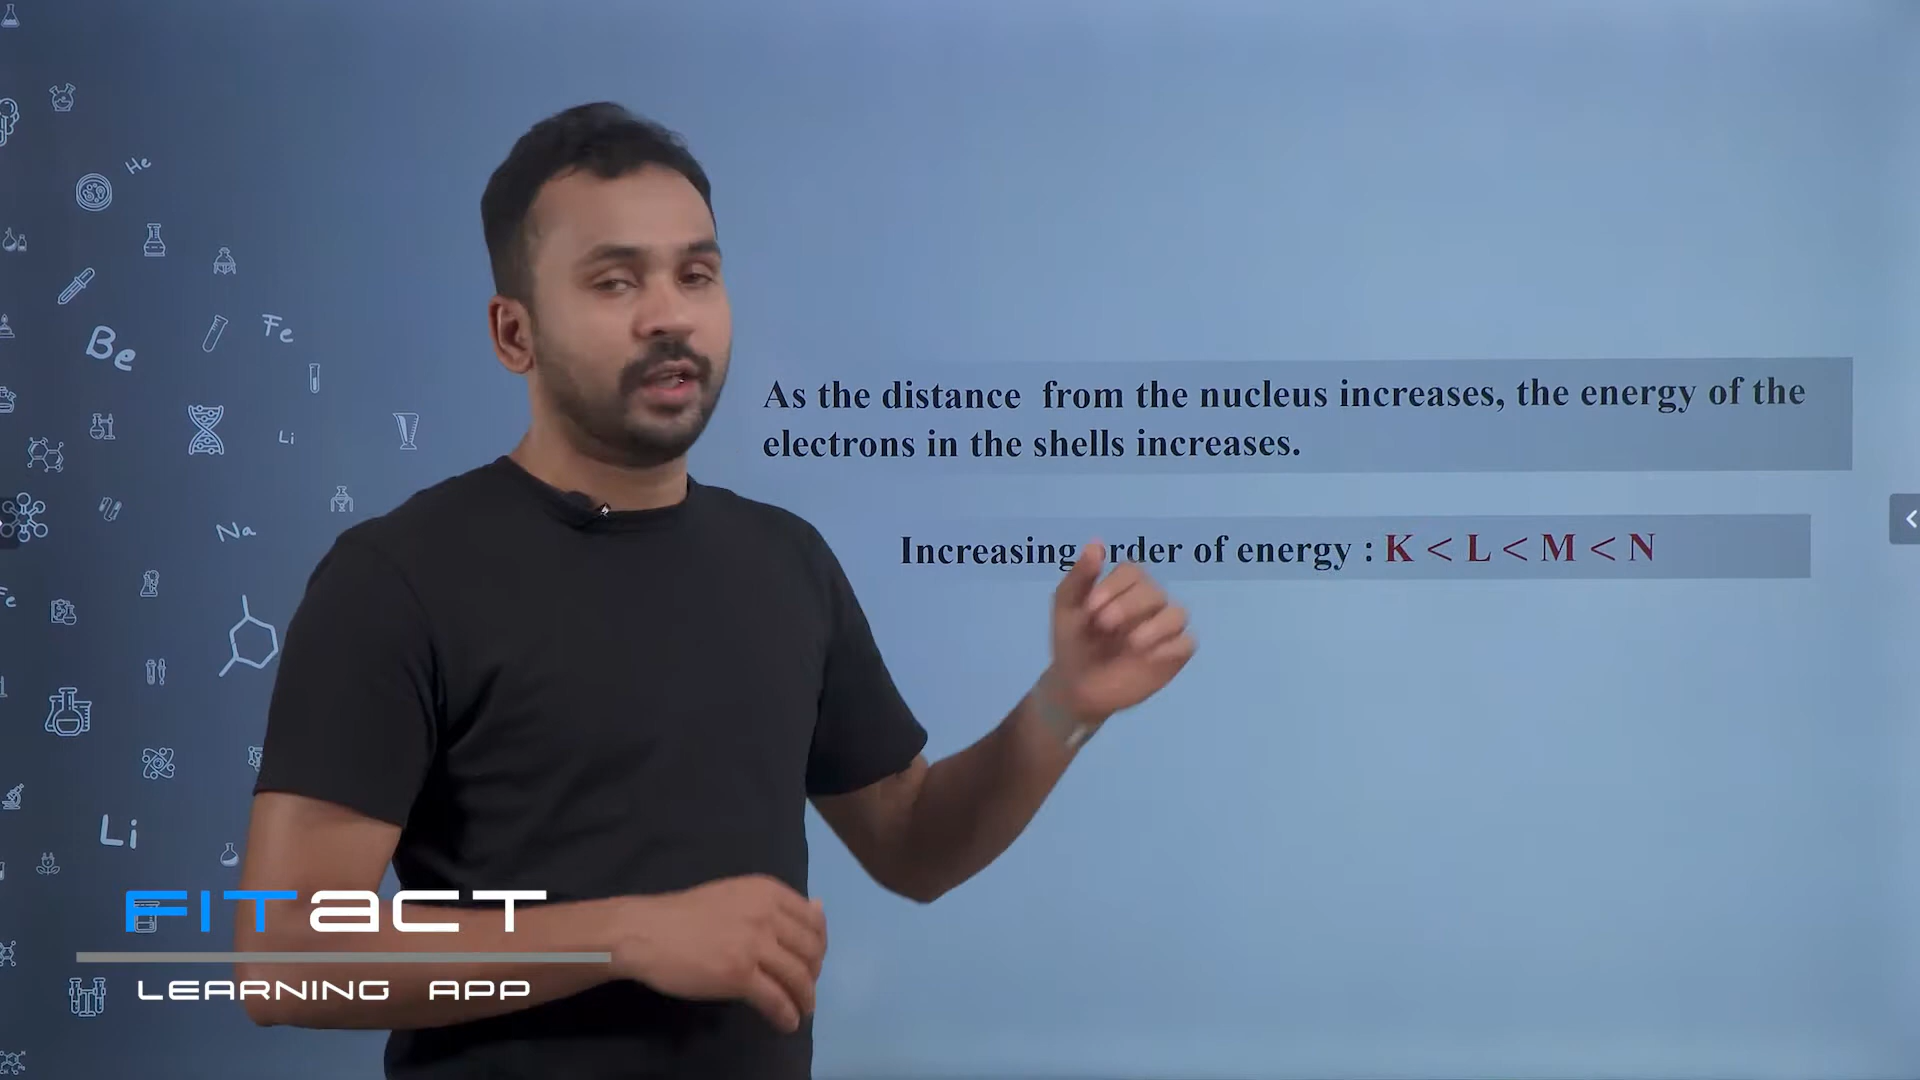 He
Be
Fe
Li
Na
Fe
Li
As the distance from the nucleus increases, the energy of the
electrons in the shells increases.
Increasing order of energy : K < L < M < N
FITACT
LEARNING APP